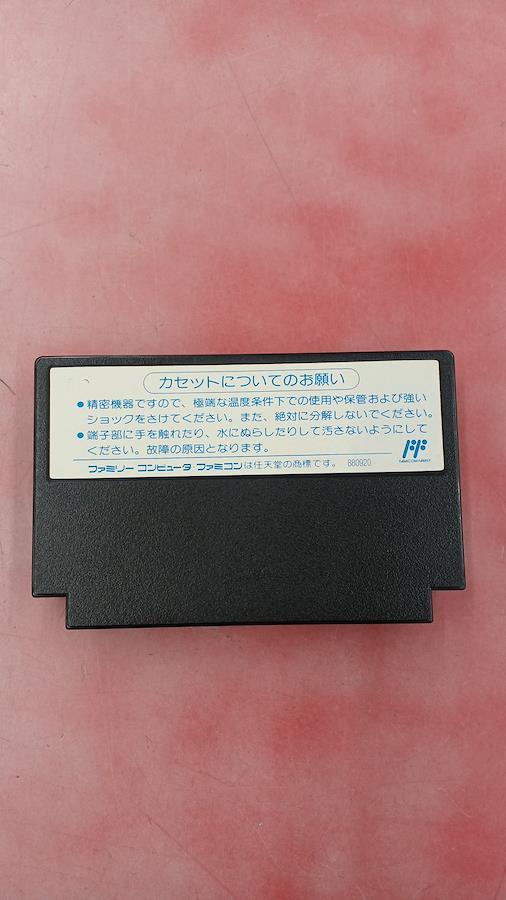 カセットについてのお願い
●精密機器ですので、極端な温度条件下での使用や保管および強い
ショックをさけてください。また、絶対に分解しないでください。
●端子部に手を触れたり、水にぬらしたりして汚さないようにして
ください。故障の原因となります。
FAMICOM FAMILY
ファミリー コンピュータ・ファミコンは任天堂の商標です。 880920